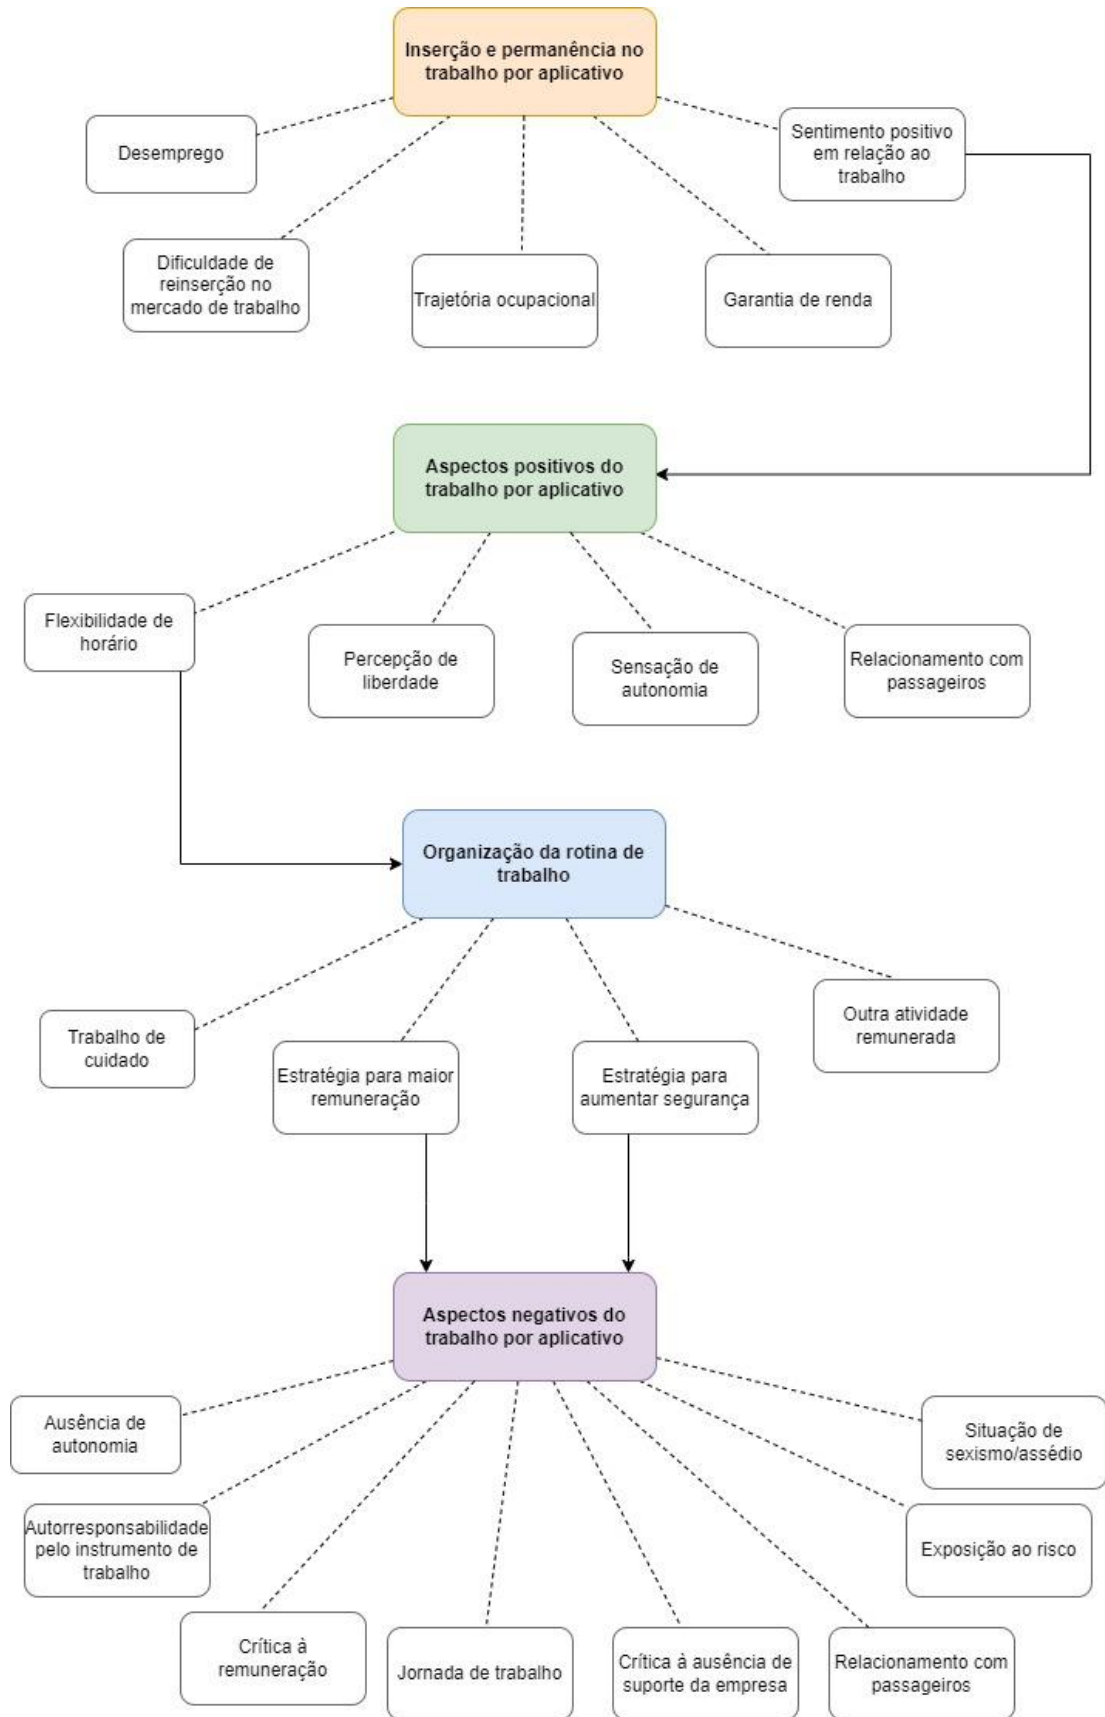 Inserção e permanência no
trabalho por aplicativo
Desemprego
Sentimento positivo
em relação ao
trabalho
Dificuldade de
reinserção no
mercado de trabalho
Trajetória ocupacional
Garantia de renda
Aspectos positivos do
trabalho por aplicativo
Flexibilidade de
horário
Percepção de
liberdade
Sensação de
autonomia
Relacionamento com
passageiros
Organização da rotina de
trabalho
Trabalho de
cuidado
Estratégia para maior
remuneração
Estratégia para
aumentar segurança
Outra atividade
remunerada
Aspectos negativos do
trabalho por aplicativo
Ausência de
autonomia
Situação de
sexismo/assédio
Autorresponsabilidade
pelo instrumento de
trabalho
Exposição ao risco
Crítica à
remuneração
Jornada de trabalho
Crítica à ausência de
suporte da empresa
Relacionamento com
passageiros